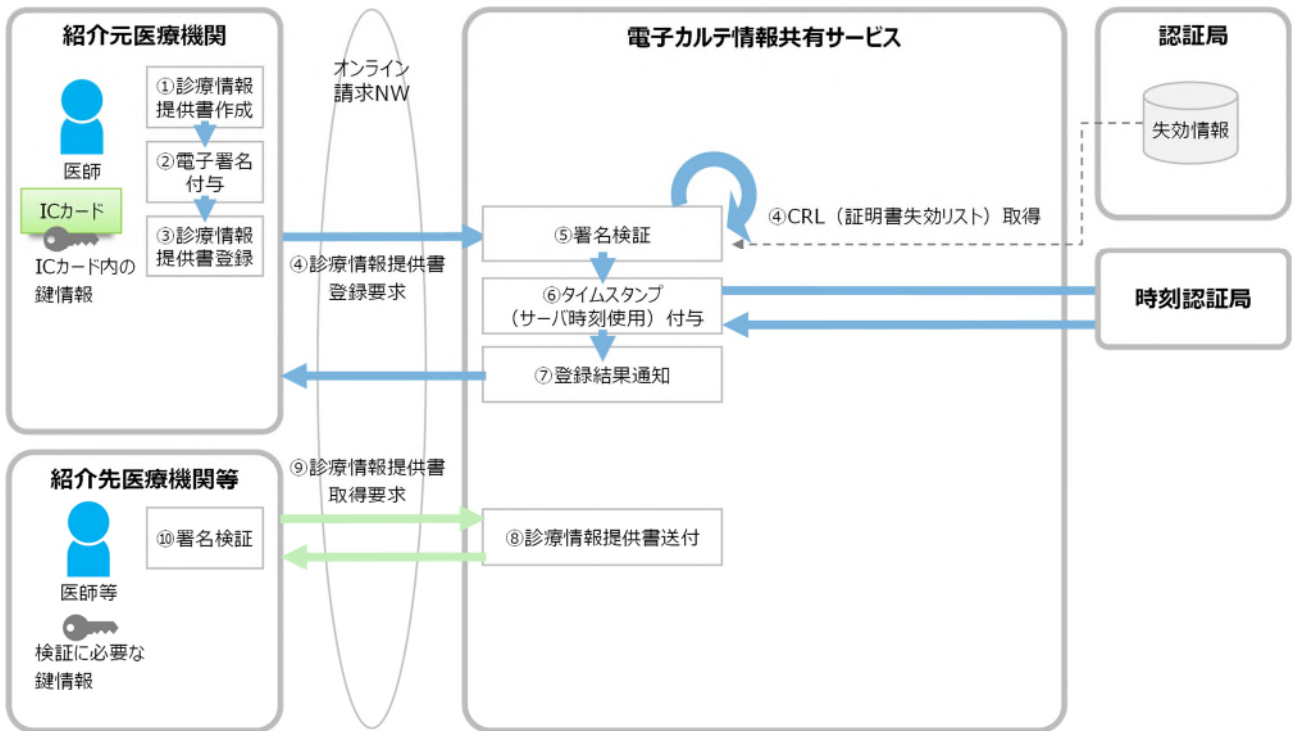 紹介元医療機関
医師
ICカード
ICカード内の
鍵情報
①診療情報
提供書作成
②電子署名
付与
③診療情報
提供書登録
オンライン
請求NW
④診療情報提供書
登録要求
電子カルテ情報共有サービス
⑤署名検証
⑥タイムスタンプ
（サーバ時刻使用）付与
⑦登録結果通知
④CRL（証明書失効リスト）取得
認証局
失効情報
時刻認証局
紹介先医療機関等
医師等
検証に必要な
鍵情報
⑩署名検証
⑨診療情報提供書
取得要求
⑧診療情報提供書送付